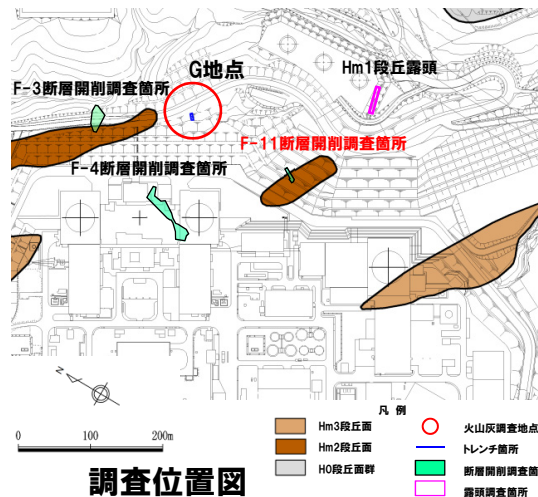 G地点
Hm1段丘露頭
F-3断層開削調査箇所
F-11断層開削調査箇所
F-4断層開削調査箇所
N
0 100 200m
調査位置図
凡 例
Hm3段丘面
Hm2段丘面
H0段丘面群
火山灰調査地点
トレンチ箇所
断層開削調査箇
露頭調査箇所